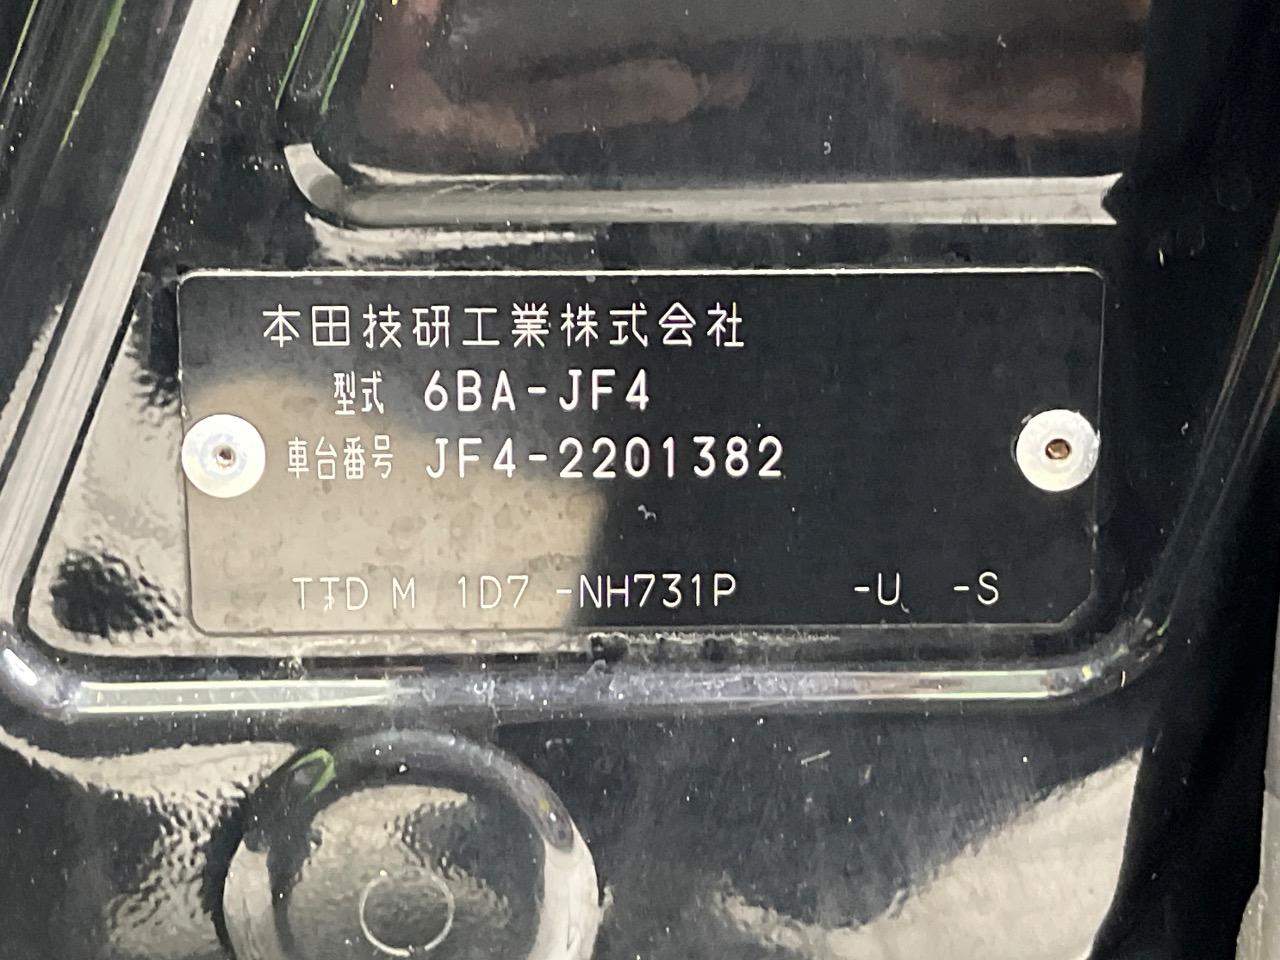 本田技研工業株式会社
型式 6BA-JF4
車台番号 JF4-2201382
M 1D7 -NH731P -U -S